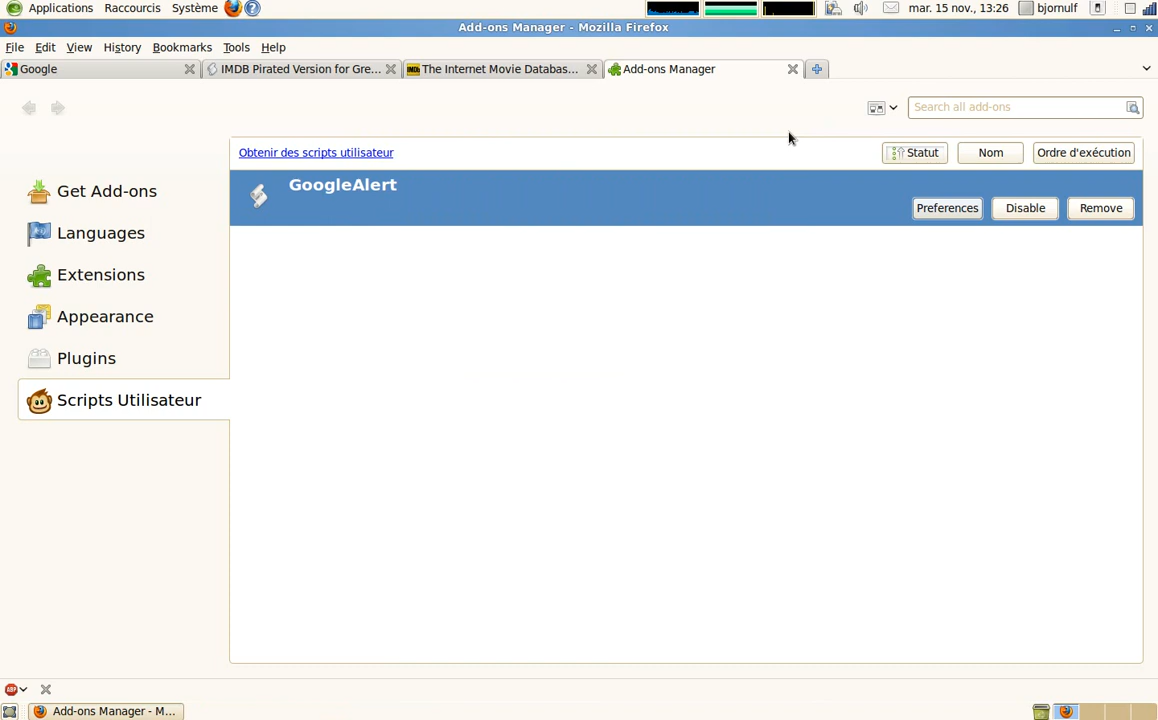 Applications Raccourcis Système mar. 15 nov., 13:26 bjornulf
Add-ons Manager - Mozilla Firefox
File Edit View History Bookmarks Tools Help
Google IMDB Pirated Version for Gre... IMDb The Internet Movie Databas... Add-ons Manager
Search all add-ons
Obtenir des scripts utilisateur Statut Nom Ordre d'exécution
GoogleAlert
Preferences Disable Remove
Get Add-ons
Languages
Extensions
Appearance
Plugins
Scripts Utilisateur
ABP
Add-ons Manager - M...